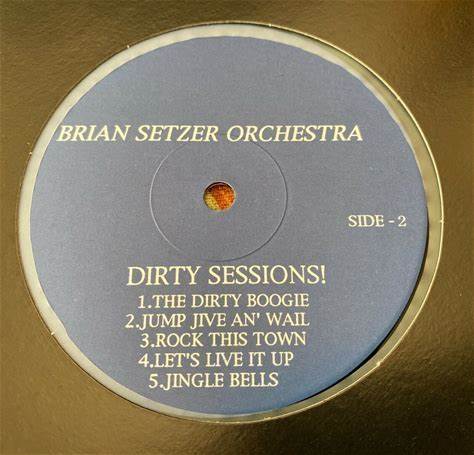 BRIAN SETZER ORCHESTRA
SIDE - 2
DIRTY SESSIONS!
1.THE DIRTY BOOGIE
2.JUMP JIVE AN' WAIL
3.ROCK THIS TOWN
4.LET'S LIVE IT UP
5.JINGLE BELLS